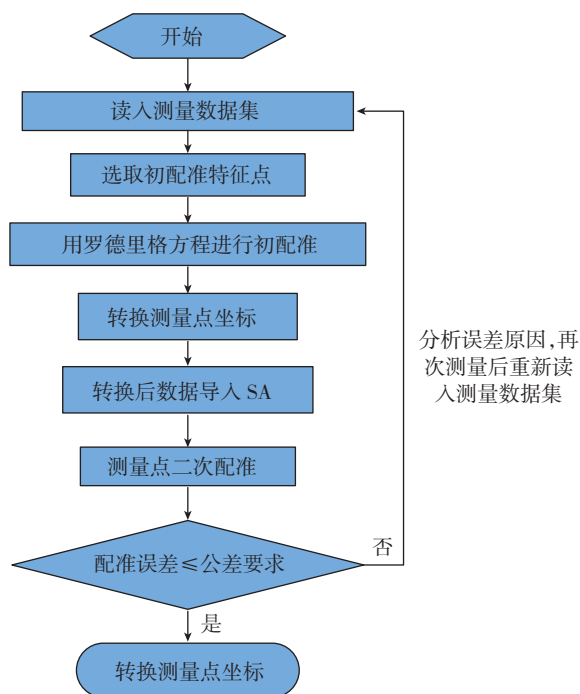 开始
读入测量数据集
选取初配准特征点
用罗德里格方程进行初配准
转换测量点坐标
转换后数据导入 SA
测量点二次配准
配准误差≤公差要求
否
分析误差原因,再
次测量后重新读
入测量数据集
是
转换测量点坐标